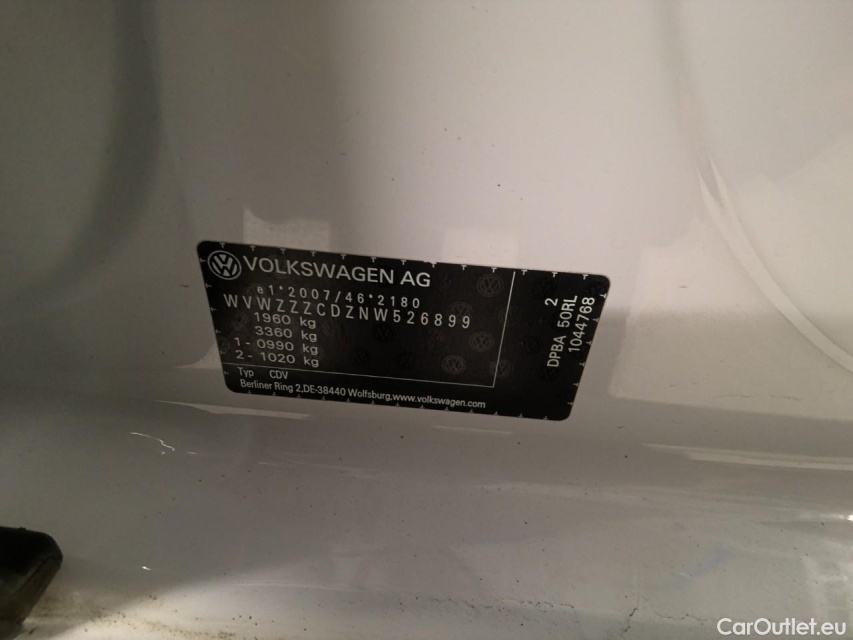 VOLKSWAGEN AG
e1*2007/46*2180
WVWZZZCDZNW526899
1960 kg
3360 kg
1 - 0990 kg
2 - 1020 kg
Typ CDV
Berliner Ring 2,DE-38440 Wolfsburg,www.volkswagen.com
2
DPBA 50RL
1044768
CarOutlet.eu